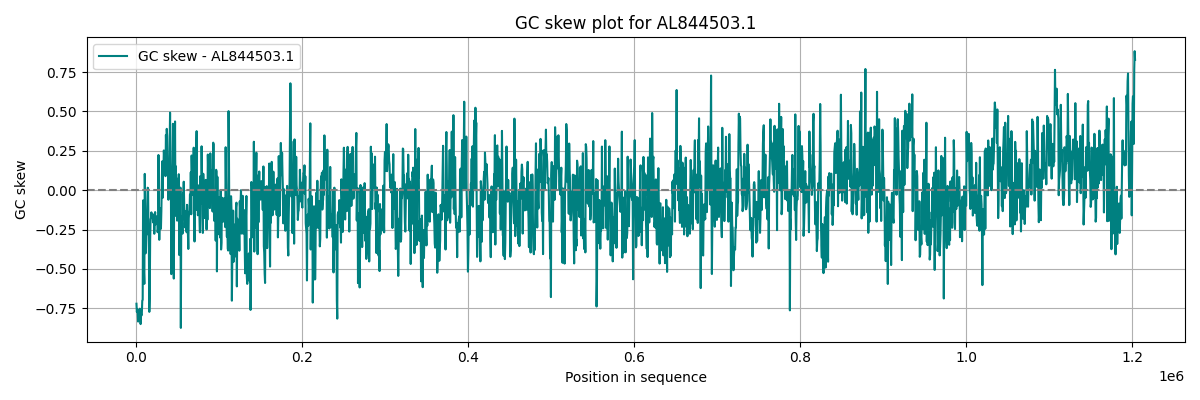 GC skew plot for AL844503.1
GC skew - AL844503.1
GC skew
0.75
0.50
0.25
0.00
−0.25
−0.50
−0.75
0.0 0.2 0.4 0.6 0.8 1.0 1.2
1e6
Position in sequence